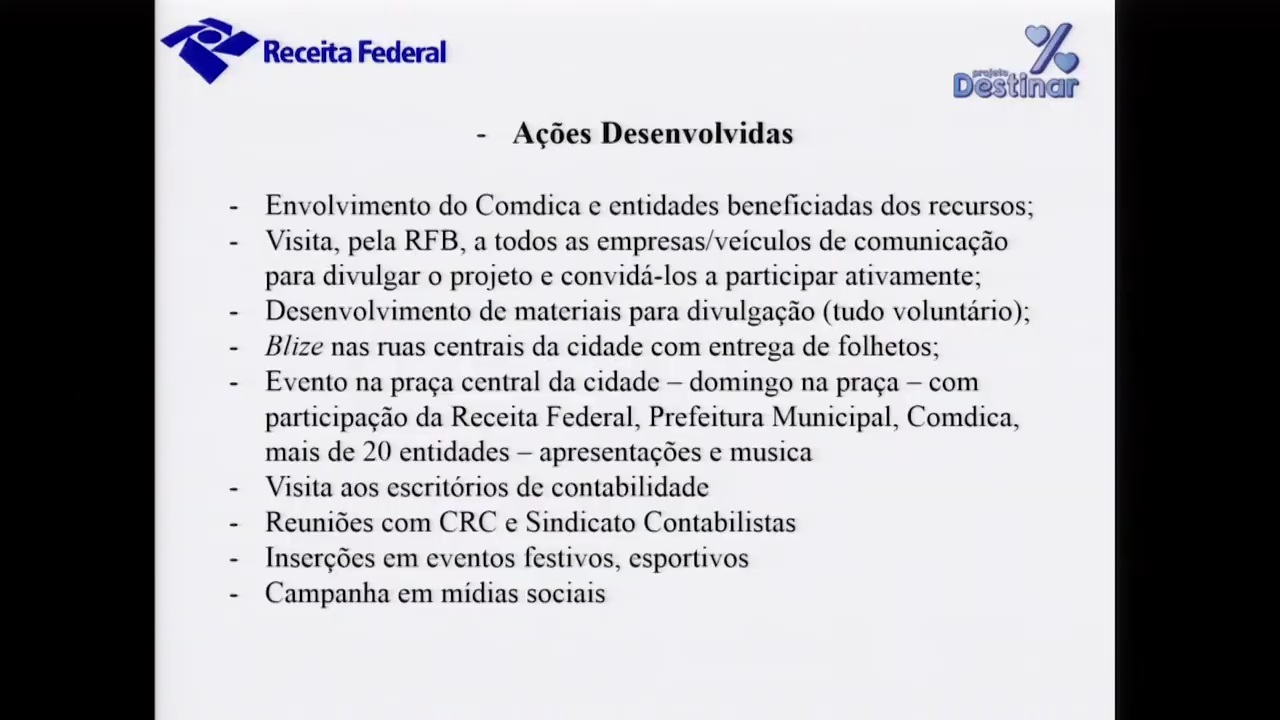 Receita Federal
projeto
Destinar
- Ações Desenvolvidas
- Envolvimento do Comdica e entidades beneficiadas dos recursos;
- Visita, pela RFB, a todos as empresas/veículos de comunicação
para divulgar o projeto e convidá-los a participar ativamente;
- Desenvolvimento de materiais para divulgação (tudo voluntário);
- Blize nas ruas centrais da cidade com entrega de folhetos;
- Evento na praça central da cidade – domingo na praça – com
participação da Receita Federal, Prefeitura Municipal, Comdica,
mais de 20 entidades – apresentações e musica
- Visita aos escritórios de contabilidade
- Reuniões com CRC e Sindicato Contabilistas
- Inserções em eventos festivos, esportivos
- Campanha em mídias sociais